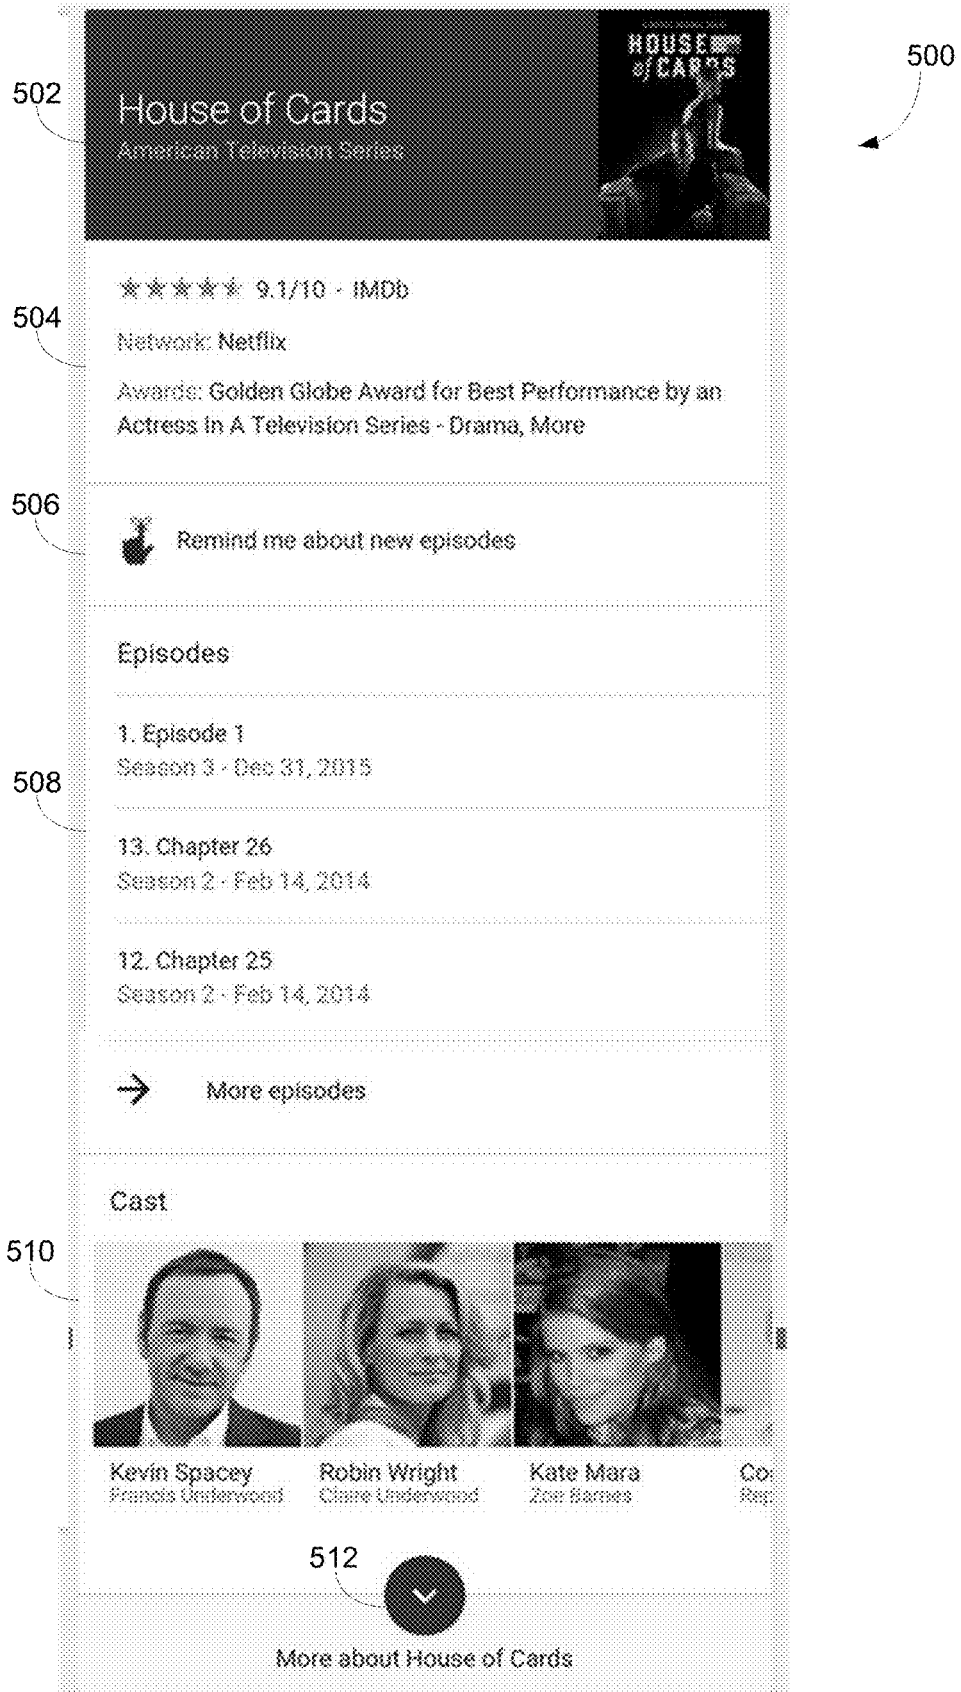 500
502
House of Cards
American Television Series
HOUSE
of CARDS
504
9.1/10 - IMDb
Network: Netflix
Awards: Golden Globe Award for Best Performance by an
Actress In A Television Series - Drama, More
506
Remind me about new episodes
Episodes
1. Episode 1
Season 3 - Dec 31, 2015
508
13. Chapter 26
Season 2 - Feb 14, 2014
12. Chapter 25
Season 2 - Feb 14, 2014
More episodes
Cast
510
Kevin Spacey
Francis Underwood
Robin Wright
Claire Underwood
Kate Mara
Zoe Barnes
Co
Rep
512
More about House of Cards